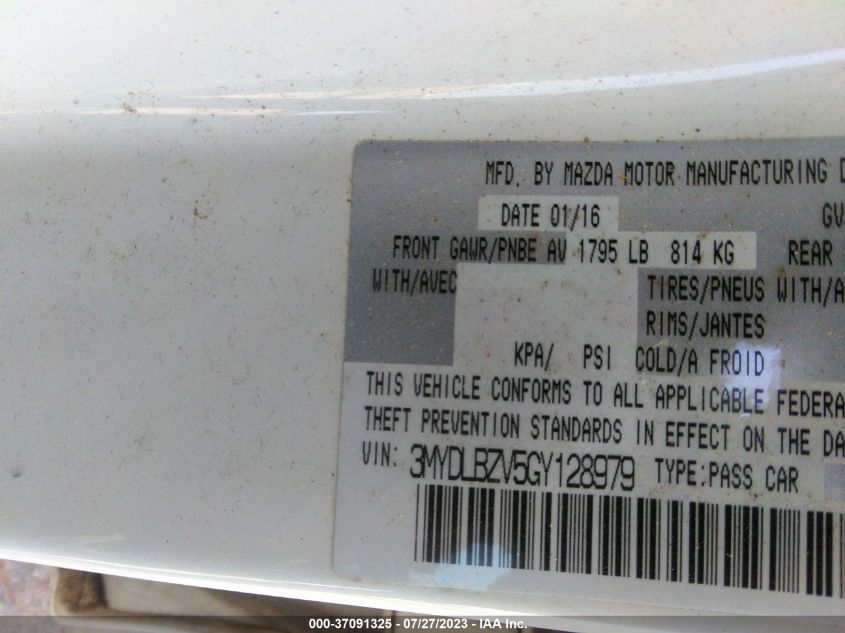 MFD. BY MAZDA MOTOR MANUFACTURING D
DATE 01/16 GV
FRONT GAWR/PNBE AV 1795 LB 814 KG REAR
WITH/AVEC TIRES/PNEUS WITH/A
RIMS/JANTES
KPA/ PSI COLD/A FROID
THIS VEHICLE CONFORMS TO ALL APPLICABLE FEDERA
THEFT PREVENTION STANDARDS IN EFFECT ON THE DA
VIN: 3MYDLBZV5GY128979 TYPE:PASS CAR
000-37091325 - 07/27/2023 - IAA Inc.